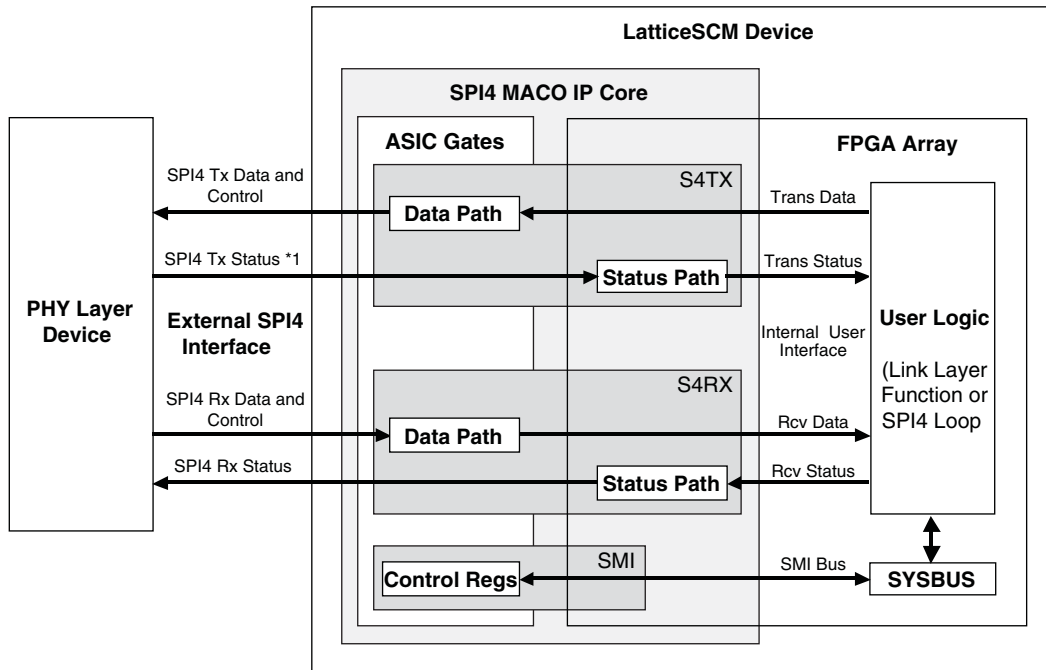 LatticeSCM Device
SPI4 MACO IP Core
ASIC Gates
FPGA Array
SPI4 Tx Data and
Control
S4TX
Data Path
Trans Data
SPI4 Tx Status *1
Status Path
Trans Status
PHY Layer
Device
External SPI4
Interface
Internal User
Interface
User Logic
(Link Layer
Function or
SPI4 Loop
SPI4 Rx Data and
Control
S4RX
Data Path
Rcv Data
SPI4 Rx Status
Status Path
Rcv Status
SMI
Control Regs
SMI Bus
SYSBUS